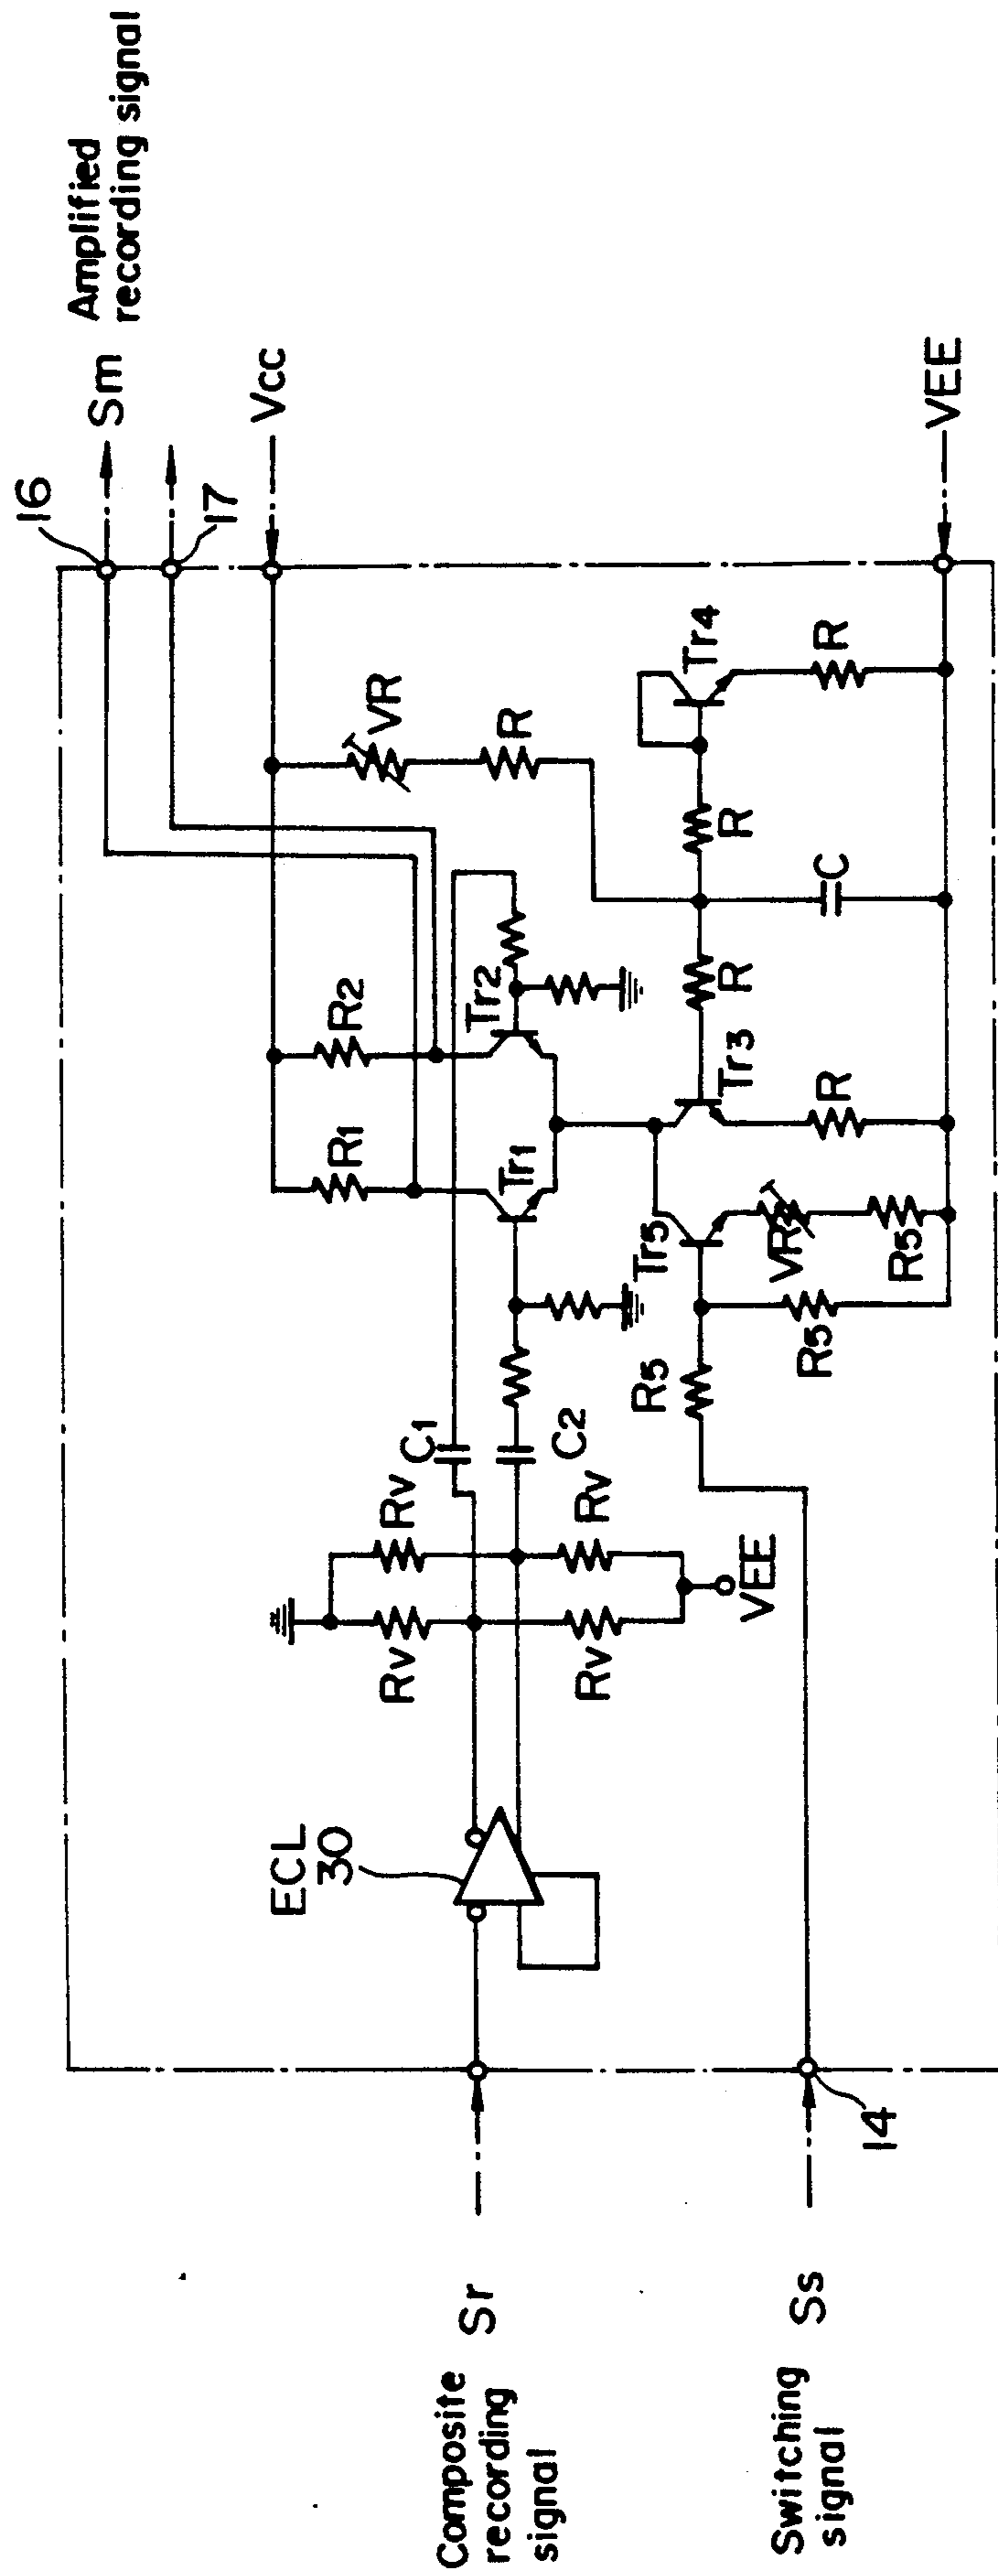 16
Sm
Amplified
recording signal
17
Vcc
R1
R2
VR
R
ECL
30
Rv
Rv
C1
Tr1
Tr2
Tr4
Composite
recording
signal
Sr
Rv
Rv
C2
VEE
R
R
C
R
R5
Tr5
Tr3
R5
R5
R
Switching
signal
Ss
14
VEE